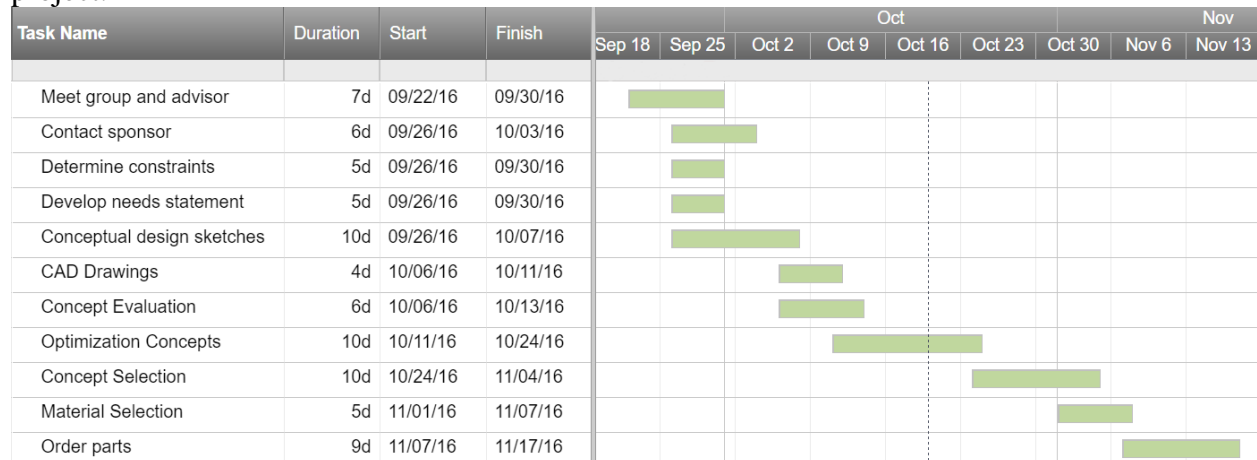 project.
Oct Nov
Task Name Duration Start Finish Sep 18 Sep 25 Oct 2 Oct 9 Oct 16 Oct 23 Oct 30 Nov 6 Nov 13
Meet group and advisor 7d 09/22/16 09/30/16
Contact sponsor 6d 09/26/16 10/03/16
Determine constraints 5d 09/26/16 09/30/16
Develop needs statement 5d 09/26/16 09/30/16
Conceptual design sketches 10d 09/26/16 10/07/16
CAD Drawings 4d 10/06/16 10/11/16
Concept Evaluation 6d 10/06/16 10/13/16
Optimization Concepts 10d 10/11/16 10/24/16
Concept Selection 10d 10/24/16 11/04/16
Material Selection 5d 11/01/16 11/07/16
Order parts 9d 11/07/16 11/17/16